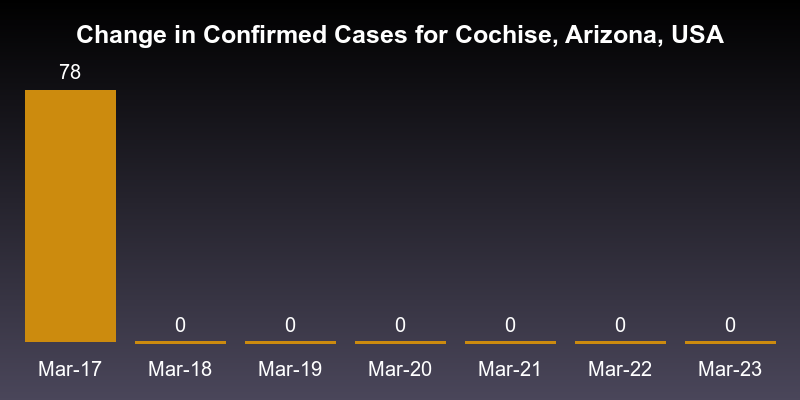 Change in Confirmed Cases for Cochise, Arizona, USA
78
0 0 0 0 0 0
Mar-17 Mar-18 Mar-19 Mar-20 Mar-21 Mar-22 Mar-23